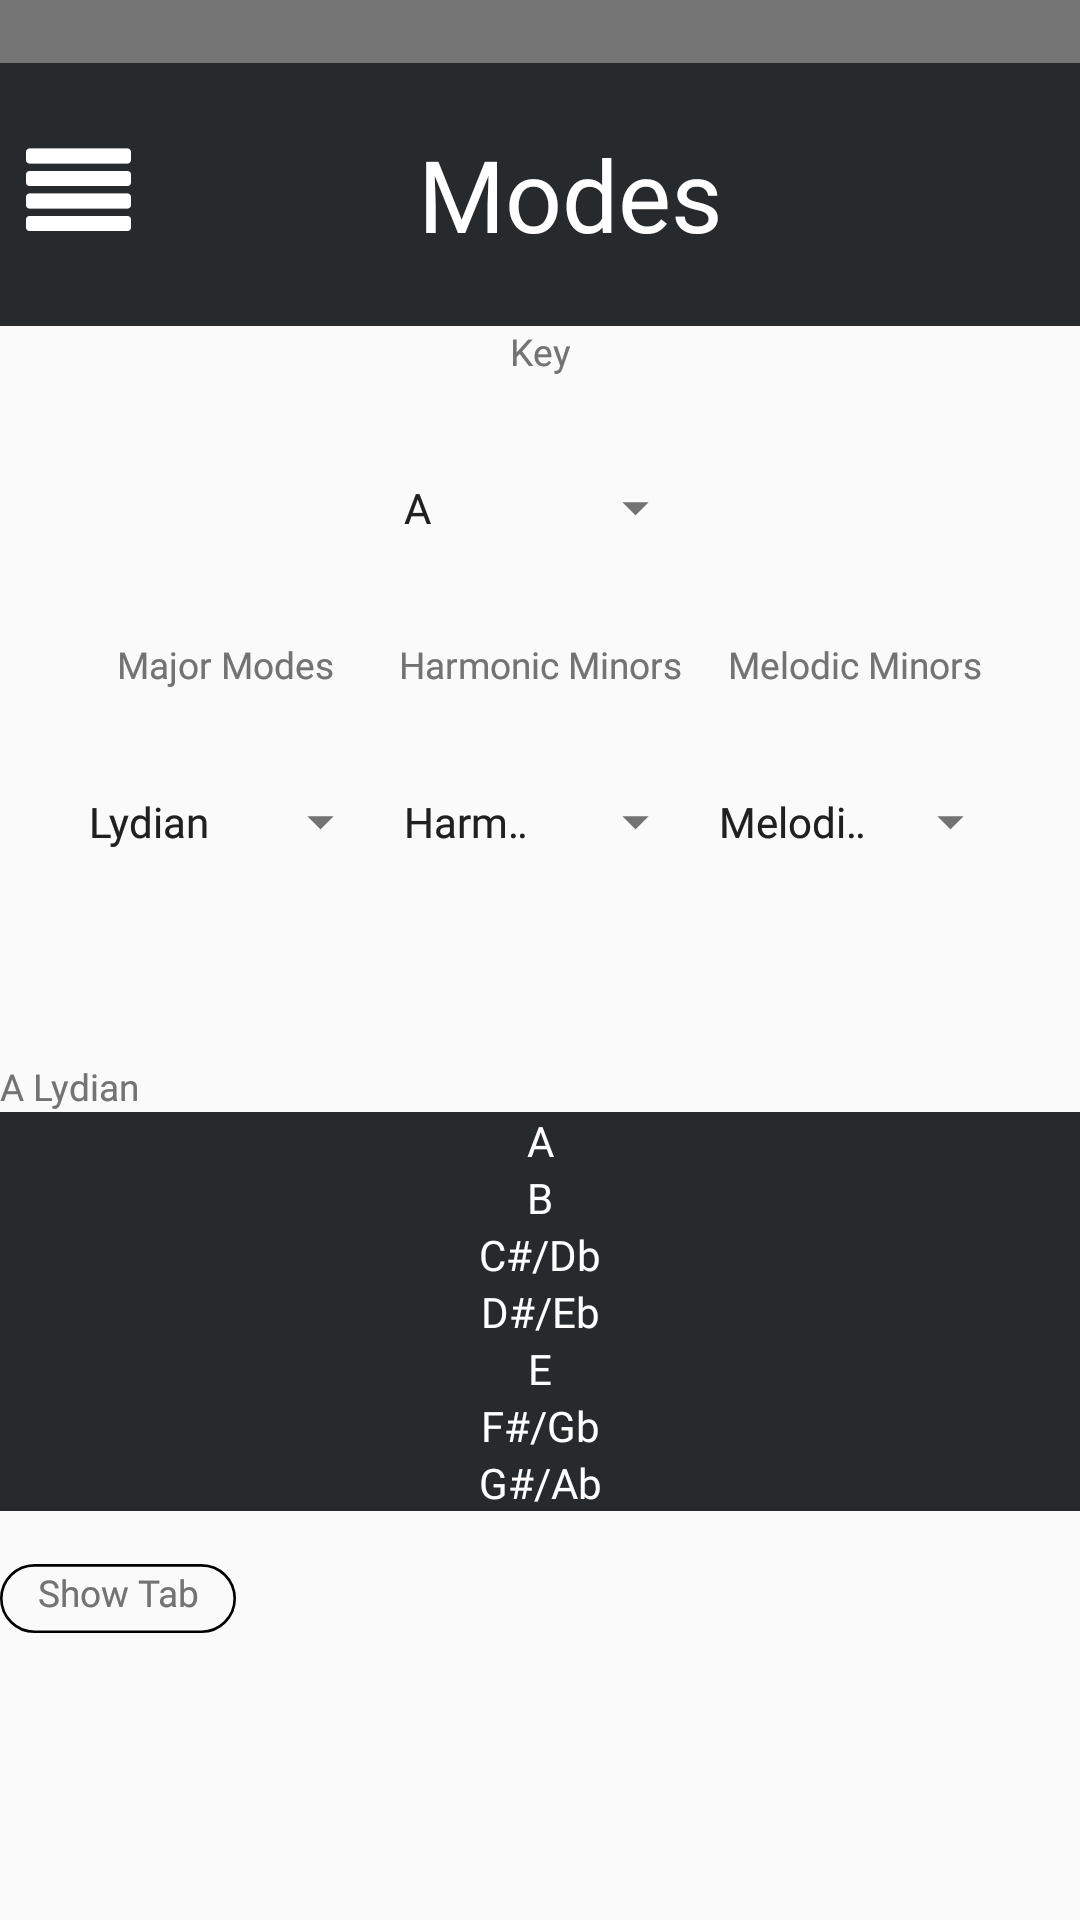 Modes
Key
A
Major Modes Harmonic Minors Melodic Minors
Lydian Harm.. Melodi..
A Lydian
A
B
C#/Db
D#/Eb
E
F#/Gb
G#/Ab
Show Tab